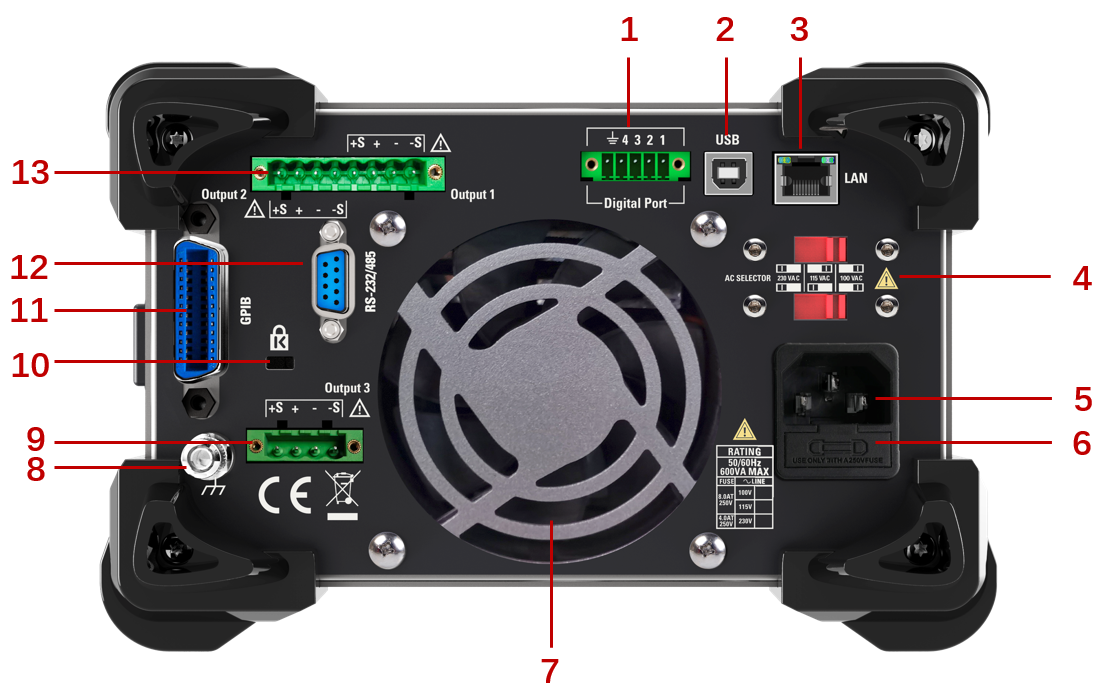 1 2 3
+S + - -S
4 3 2 1
USB
LAN
13
Output 2
Output 1
+S + - -S
Digital Port
12
RS-232/485
AC SELECTOR
230 VAC 115 VAC 100 VAC
4
11
GPIB
10
K
Output 3
+S + - -S
5
9
6
USE ONLY WITH A 250V FUSE
8
CE
RATING
50/60Hz
600VA MAX
FUSE ~LINE
8.0AT 250V
100V
115V
4.0AT 250V
230V
7